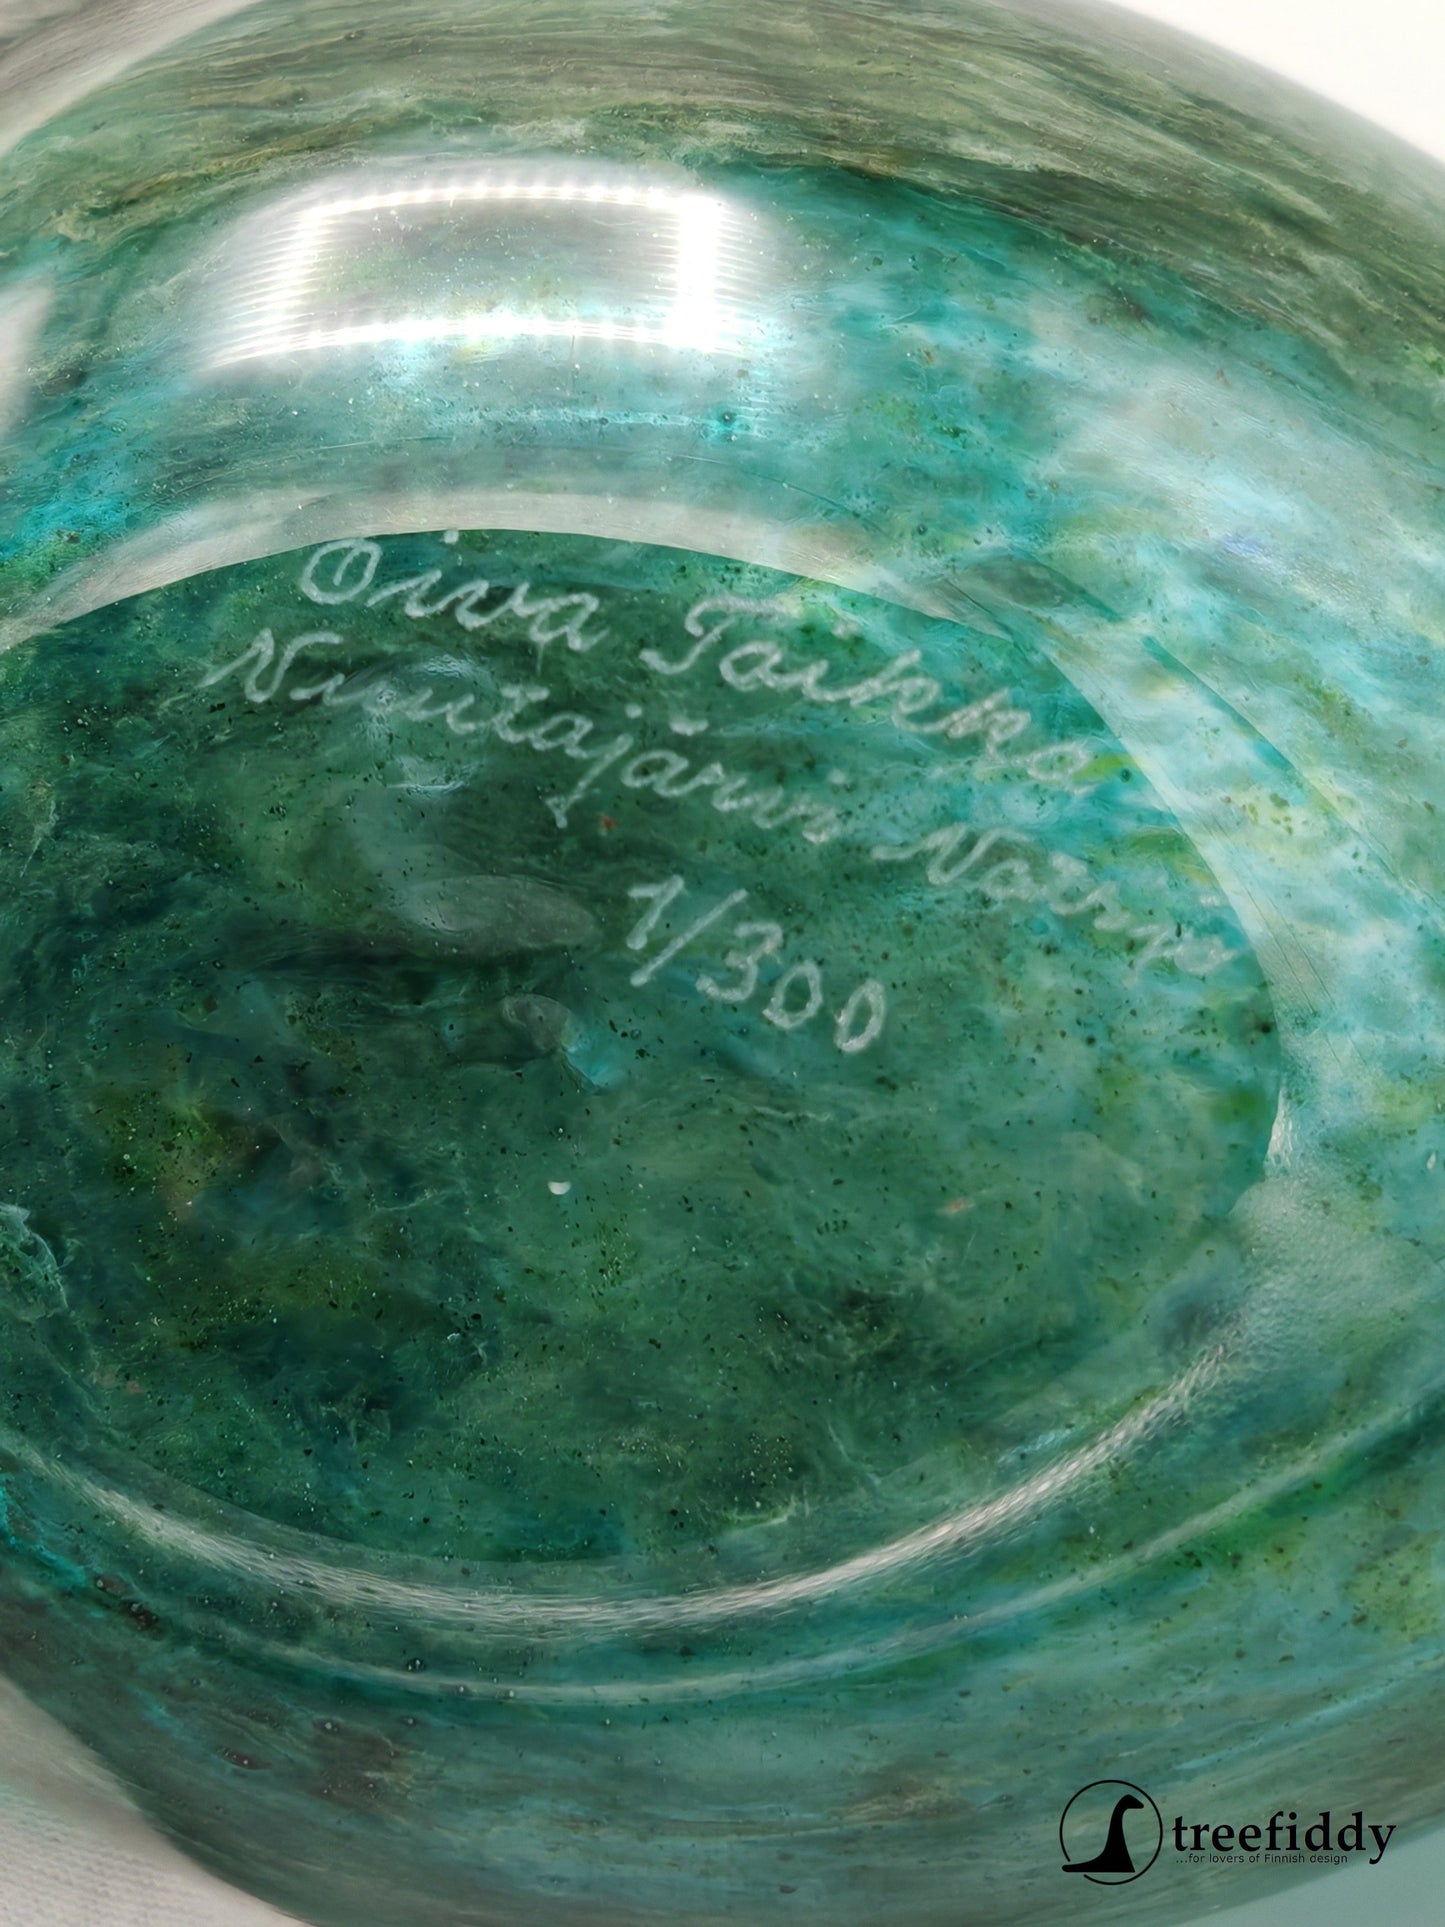 Oiva Toikka
Nuutajärvi Notsjö
1/300
treefiddy
...for lovers of Finnish design